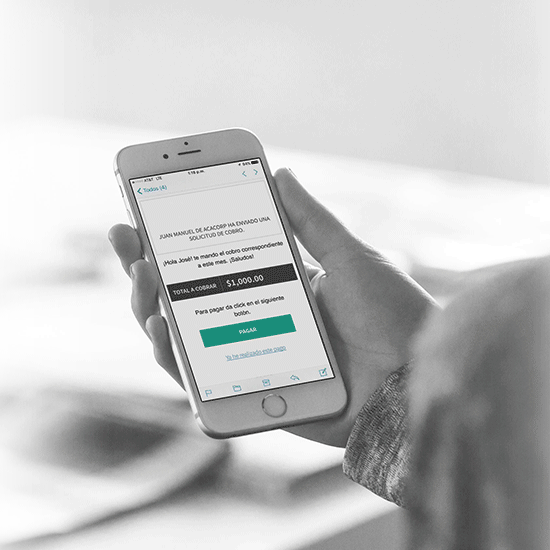 AT&T LTE 1:19 p.m. 84%
Todos (4)
JUAN MANUEL DE ACACORP HA ENVIADO UNA
SOLICITUD DE COBRO.
¡Hola José! te mando el cobro correspondiente
a este mes. ¡Saludos!
TOTAL A COBRAR $1,000.00
Para pagar da click en el siguiente
botón.
PAGAR
Ya he realizado este pago